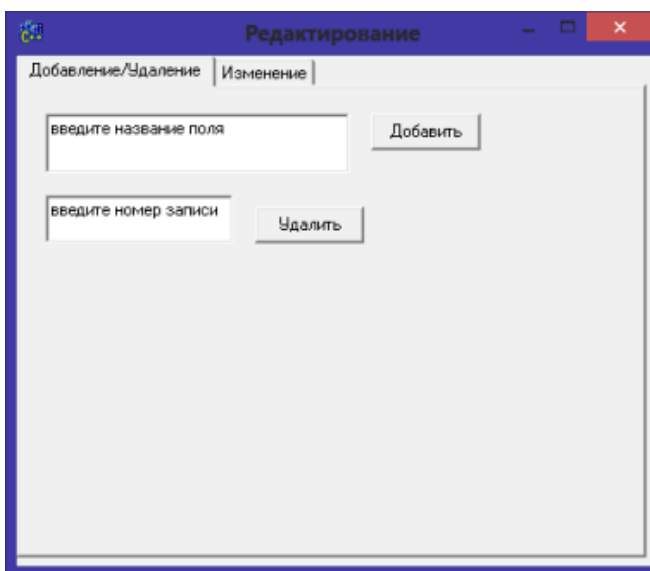 Редактирование
Добавление/Удаление Изменение
введите название поля Добавить
введите номер записи Удалить